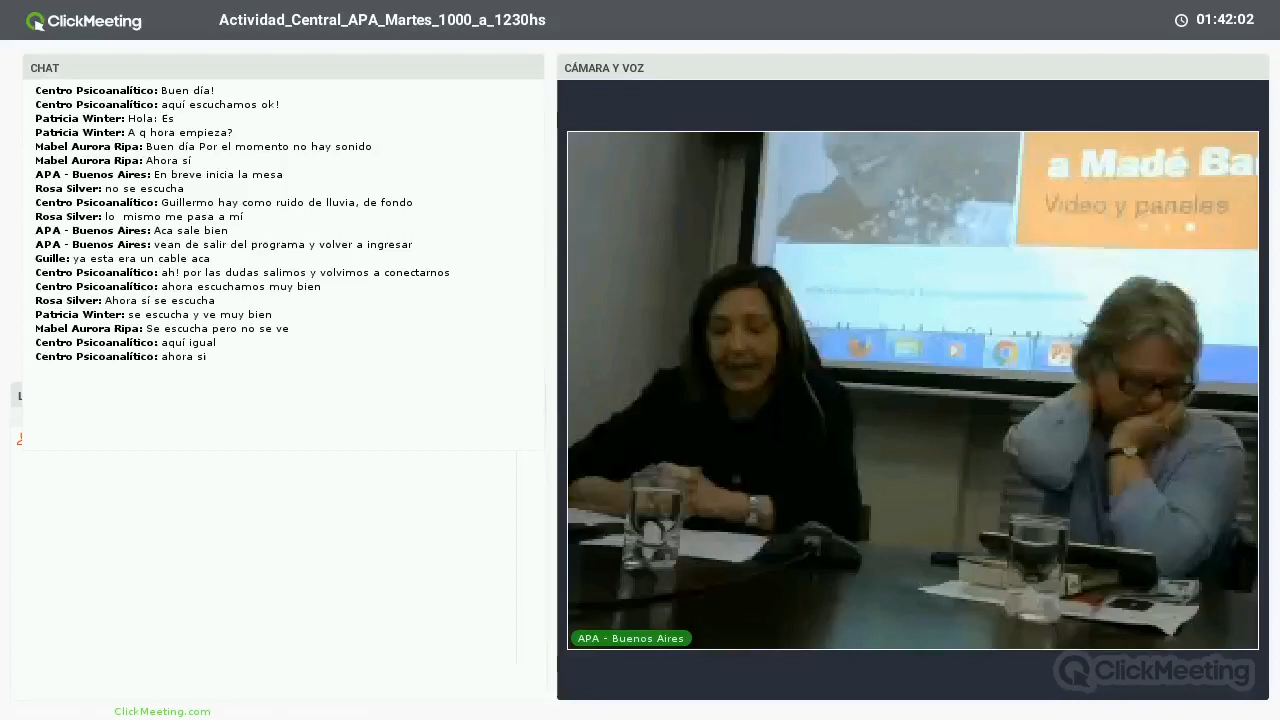 ClickMeeting
Actividad_Central_APA_Martes_1000_a_1230hs
01:42:02
CHAT
Centro Psicoanalítico: Buen día!
Centro Psicoanalítico: aquí escuchamos ok!
Patricia Winter: Hola: Es
Patricia Winter: A q hora empieza?
Mabel Aurora Ripa: Buen día Por el momento no hay sonido
Mabel Aurora Ripa: Ahora sí
APA - Buenos Aires: En breve inicia la mesa
Rosa Silver: no se escucha
Centro Psicoanalítico: Guillermo hay como ruido de lluvia, de fondo
Rosa Silver: lo  mismo me pasa a mí
APA - Buenos Aires: Aca sale bien
APA - Buenos Aires: vean de salir del programa y volver a ingresar
Guille: ya esta era un cable aca
Centro Psicoanalítico: ah! por las dudas salimos y volvimos a conectarnos
Centro Psicoanalítico: ahora escuchamos muy bien
Rosa Silver: Ahora sí se escucha
Patricia Winter: se escucha y ve muy bien
Mabel Aurora Ripa: Se escucha pero no se ve
Centro Psicoanalítico: aquí igual
Centro Psicoanalítico: ahora si
CÁMARA Y VOZ
a Madé Ba
Video y paneles
APA - Buenos Aires
ClickMeeting
ClickMeeting.com